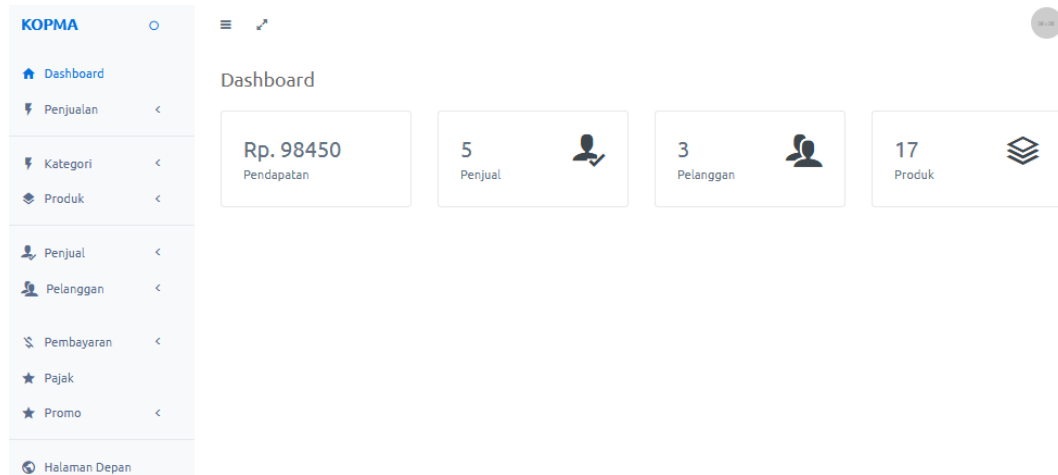 KOPMA
Dashboard
Penjualan
Kategori
Produk
Penjual
Pelanggan
Pembayaran
Pajak
Promo
Halaman Depan
Dashboard
Rp. 98450
Pendapatan
5
Penjual
3
Pelanggan
17
Produk